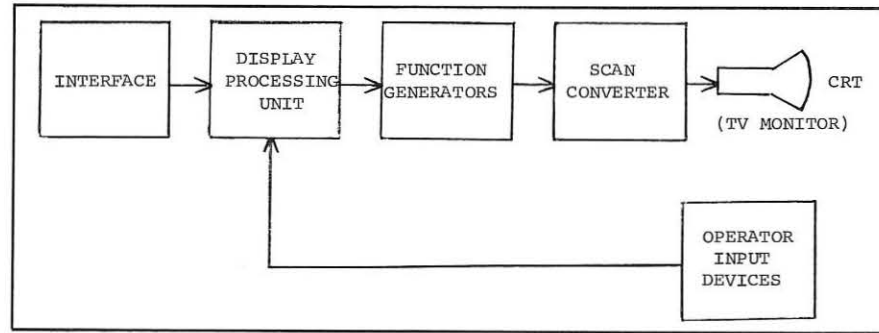 INTERFACE
DISPLAY
PROCESSING
UNIT
FUNCTION
GENERATORS
SCAN
CONVERTER
CRT
(TV MONITOR)
OPERATOR
INPUT
DEVICES